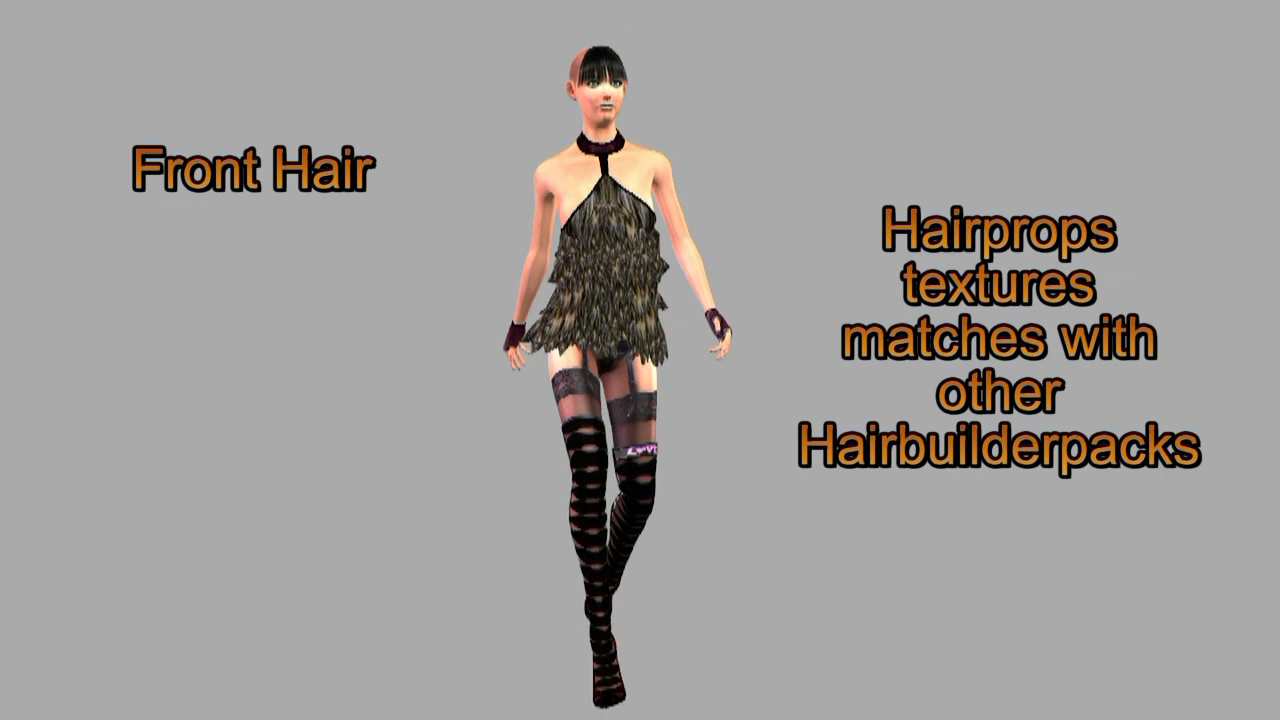 Front Hair
Hairprops
textures
matches with
other
Hairbuilderpacks